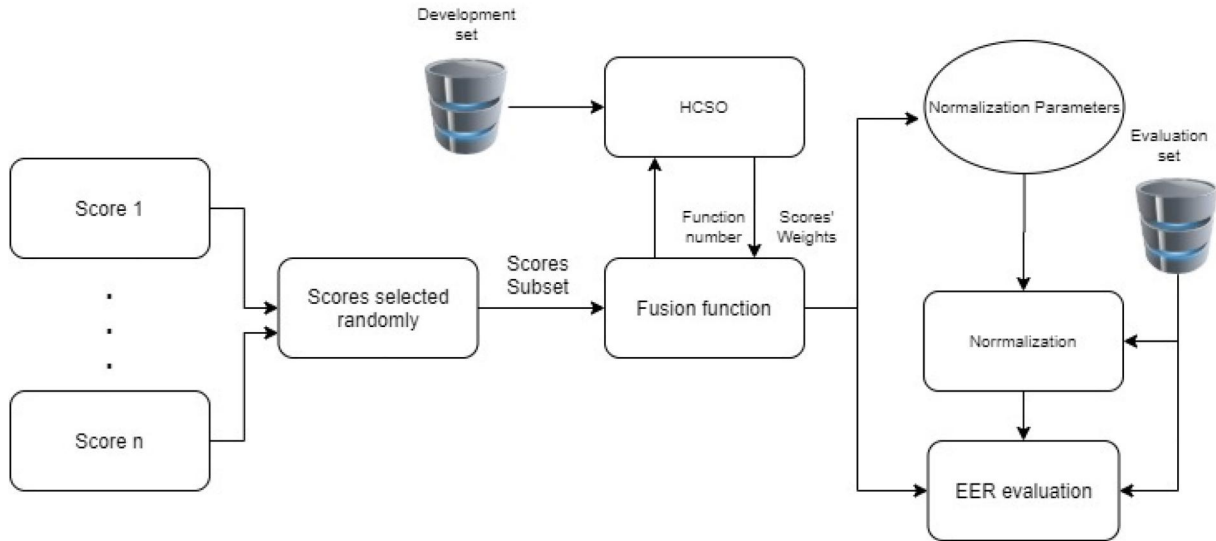 Development
set
HCSO
Normalization Parameters
Evaluation
set
Score 1
Function
number
Scores'
Weights
Scores
Subset
Scores selected
randomly
Fusion function
Norrmalization
Score n
EER evaluation